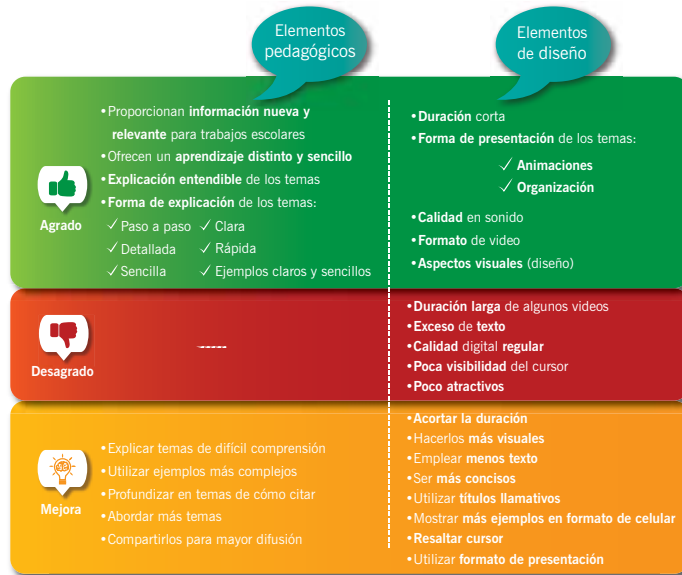 Elementos
pedagógicos
Elementos
de diseño
Agrado
•Proporcionan información nueva y
relevante para trabajos escolares
•Ofrecen un aprendizaje distinto y sencillo
•Explicación entendible de los temas
•Forma de explicación de los temas:
✓ Paso a paso ✓ Clara
✓ Detallada ✓ Rápida
✓ Sencilla ✓ Ejemplos claros y sencillos
•Duración corta
•Forma de presentación de los temas:
✓ Animaciones
✓ Organización
•Calidad en sonido
•Formato de video
•Aspectos visuales (diseño)
Desagrado
-----
•Duración larga de algunos videos
•Exceso de texto
•Calidad digital regular
•Poca visibilidad del cursor
•Poco atractivos
Mejora
•Explicar temas de difícil comprensión
•Utilizar ejemplos más complejos
•Profundizar en temas de cómo citar
•Abordar más temas
•Compartirlos para mayor difusión
•Acortar la duración
•Hacerlos más visuales
•Emplear menos texto
•Ser más concisos
•Utilizar títulos llamativos
•Mostrar más ejemplos en formato de celular
•Resaltar cursor
•Utilizar formato de presentación